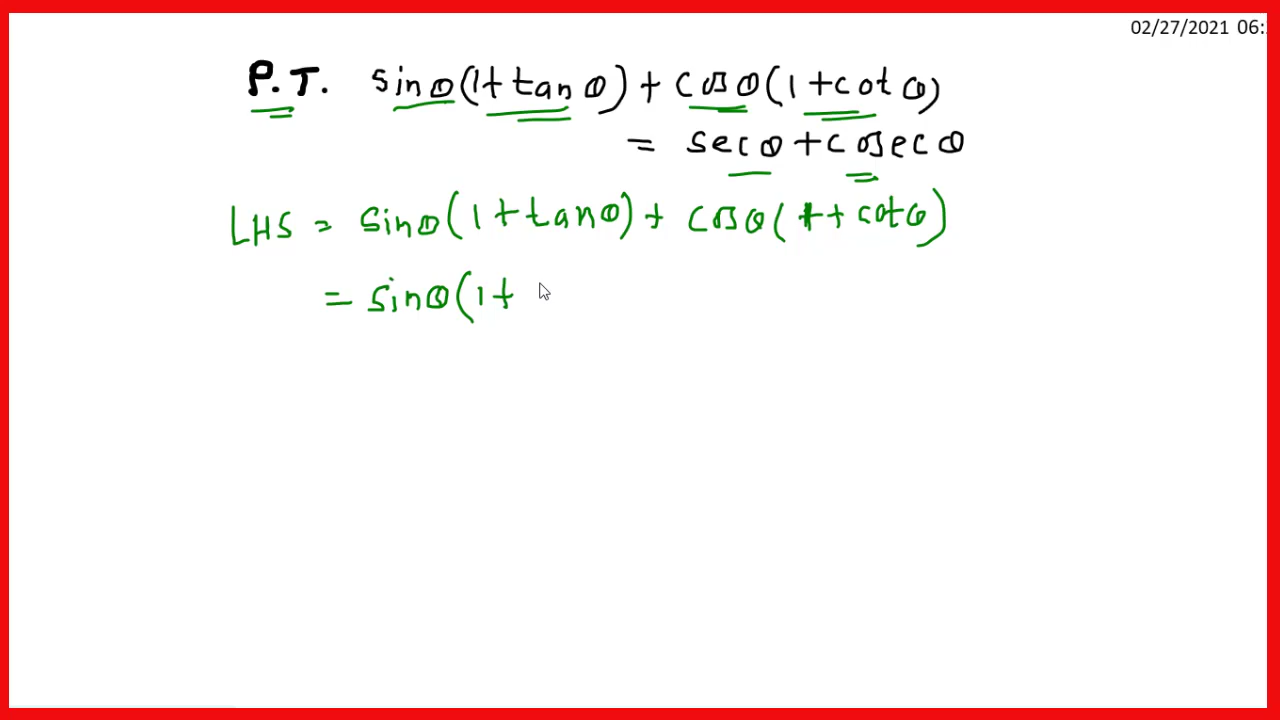 02/27/2021 06:
P.T. sinθ(1+tanθ)+cosθ(1+cotθ)
= secθ+cosecθ
LHS = sinθ(1+tanθ)+cosθ(1+cotθ)
= sinθ(1+